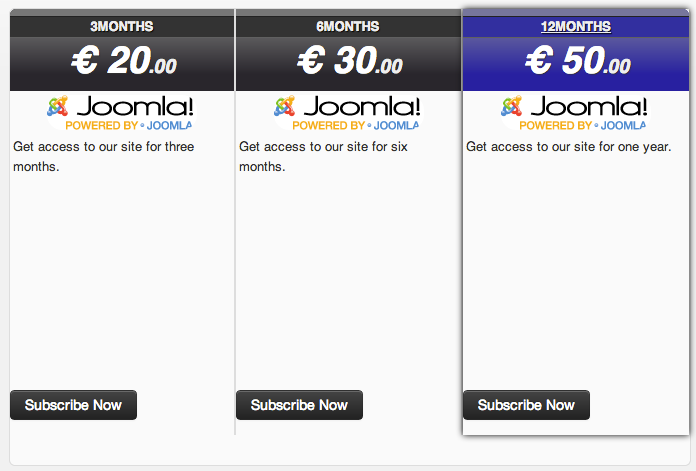 3MONTHS
€ 20.00
Joomla!
POWERED BY JOOMLA
Get access to our site for three
months.
Subscribe Now
6MONTHS
€ 30.00
Joomla!
POWERED BY JOOMLA
Get access to our site for six
months.
Subscribe Now
12MONTHS
€ 50.00
Joomla!
POWERED BY JOOMLA
Get access to our site for one year.
Subscribe Now